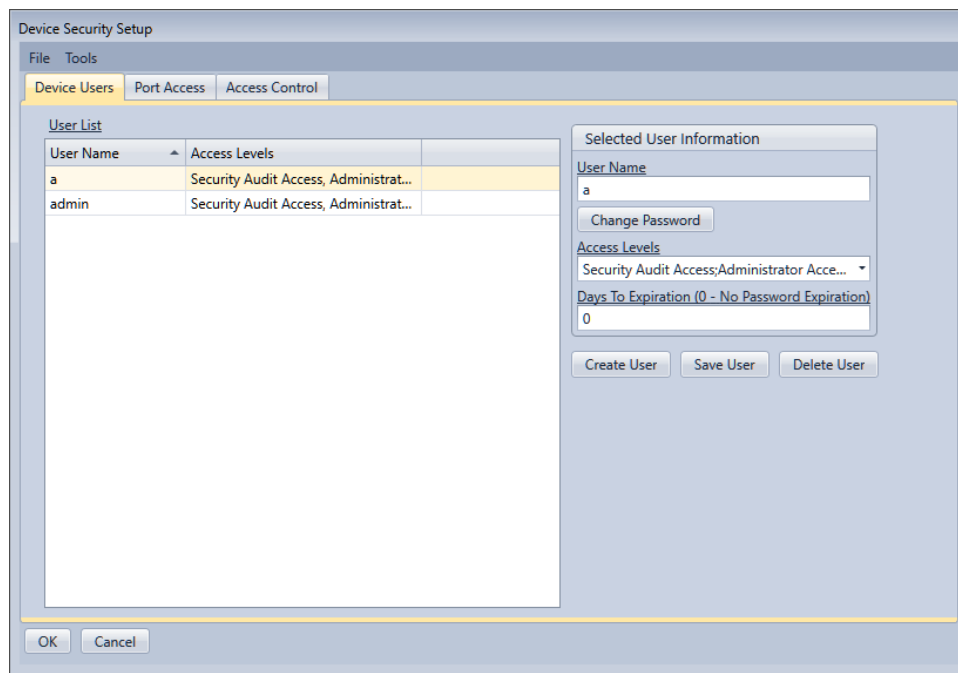 Device Security Setup
File Tools
Device Users Port Access Access Control
User List
User Name Access Levels
a Security Audit Access, Administrat...
admin Security Audit Access, Administrat...
Selected User Information
User Name
a
Change Password
Access Levels
Security Audit Access;Administrator Acce...
Days To Expiration (0 - No Password Expiration)
0
Create User Save User Delete User
OK Cancel